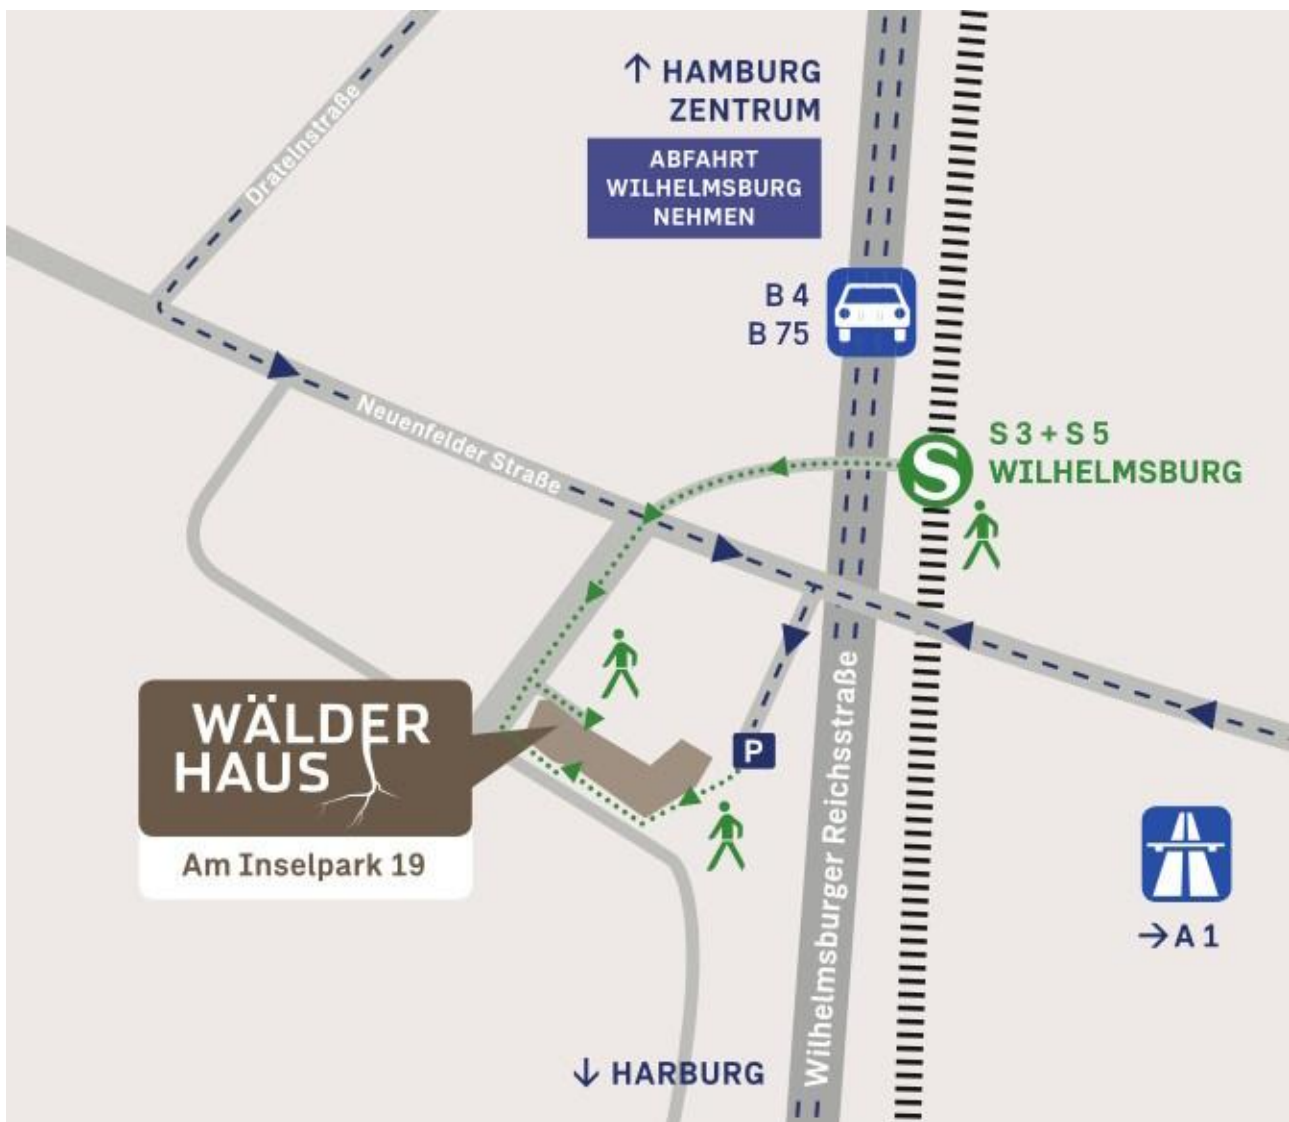 ↑ HAMBURG
ZENTRUM
ABFAHRT
WILHELMSBURG
NEHMEN
Dratelnstraße
B 4
B 75
Neuenfelder Straße
S
S 3 + S 5
WILHELMSBURG
WÄLDER
HAUS
Am Inselpark 19
P
Wilhelmsburger Reichsstraße
→ A 1
↓ HARBURG